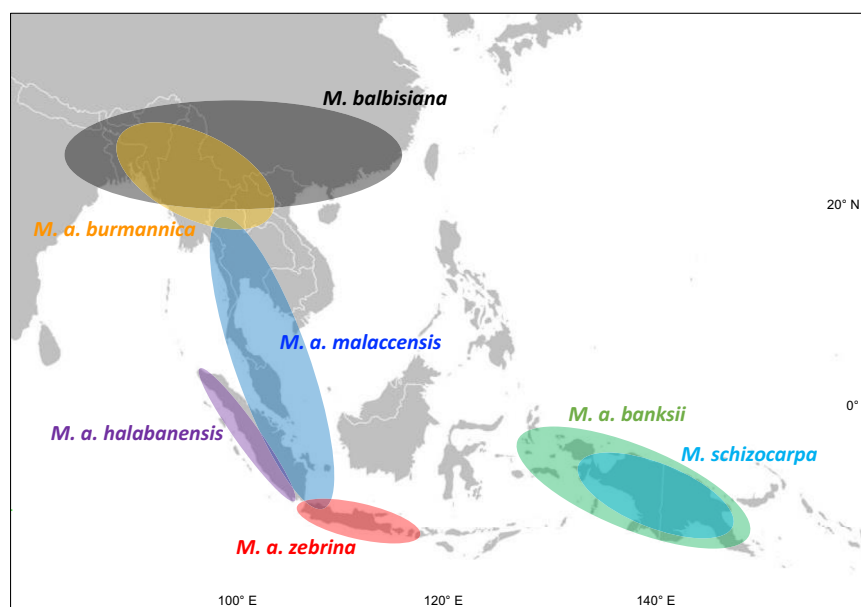 M. balbisiana
20° N
M. a. burmannica
M. a. malaccensis
0°
M. a. banksii
M. a. halabanensis
M. schizocarpa
M. a. zebrina
100° E
120° E
140° E